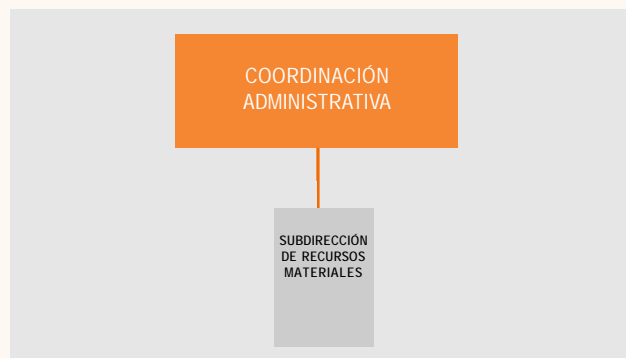 COORDINACIÓN
ADMINISTRATIVA
SUBDIRECCIÓN
DE RECURSOS
MATERIALES